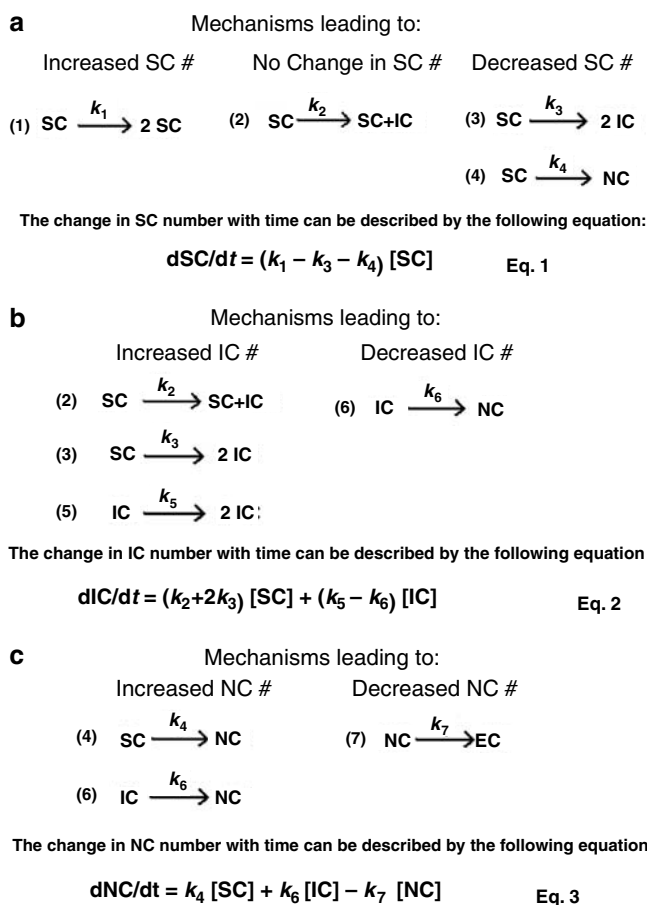 a
Mechanisms leading to:
Increased SC # No Change in SC # Decreased SC #
(1) SC k1 → 2 SC (2) SC k2 → SC+IC (3) SC k3 → 2 IC
(4) SC k4 → NC
The change in SC number with time can be described by the following equation:
dSC/dt = (k1 – k3 – k4) [SC] Eq. 1
b
Mechanisms leading to:
Increased IC # Decreased IC #
(2) SC k2 → SC+IC (6) IC k6 → NC
(3) SC k3 → 2 IC
(5) IC k5 → 2 IC:
The change in IC number with time can be described by the following equation
dIC/dt = (k2+2k3) [SC] + (k5 – k6) [IC] Eq. 2
c
Mechanisms leading to:
Increased NC # Decreased NC #
(4) SC k4 → NC (7) NC k7 → EC
(6) IC k6 → NC
The change in NC number with time can be described by the following equation
dNC/dt = k4 [SC] + k6 [IC] – k7 [NC] Eq. 3